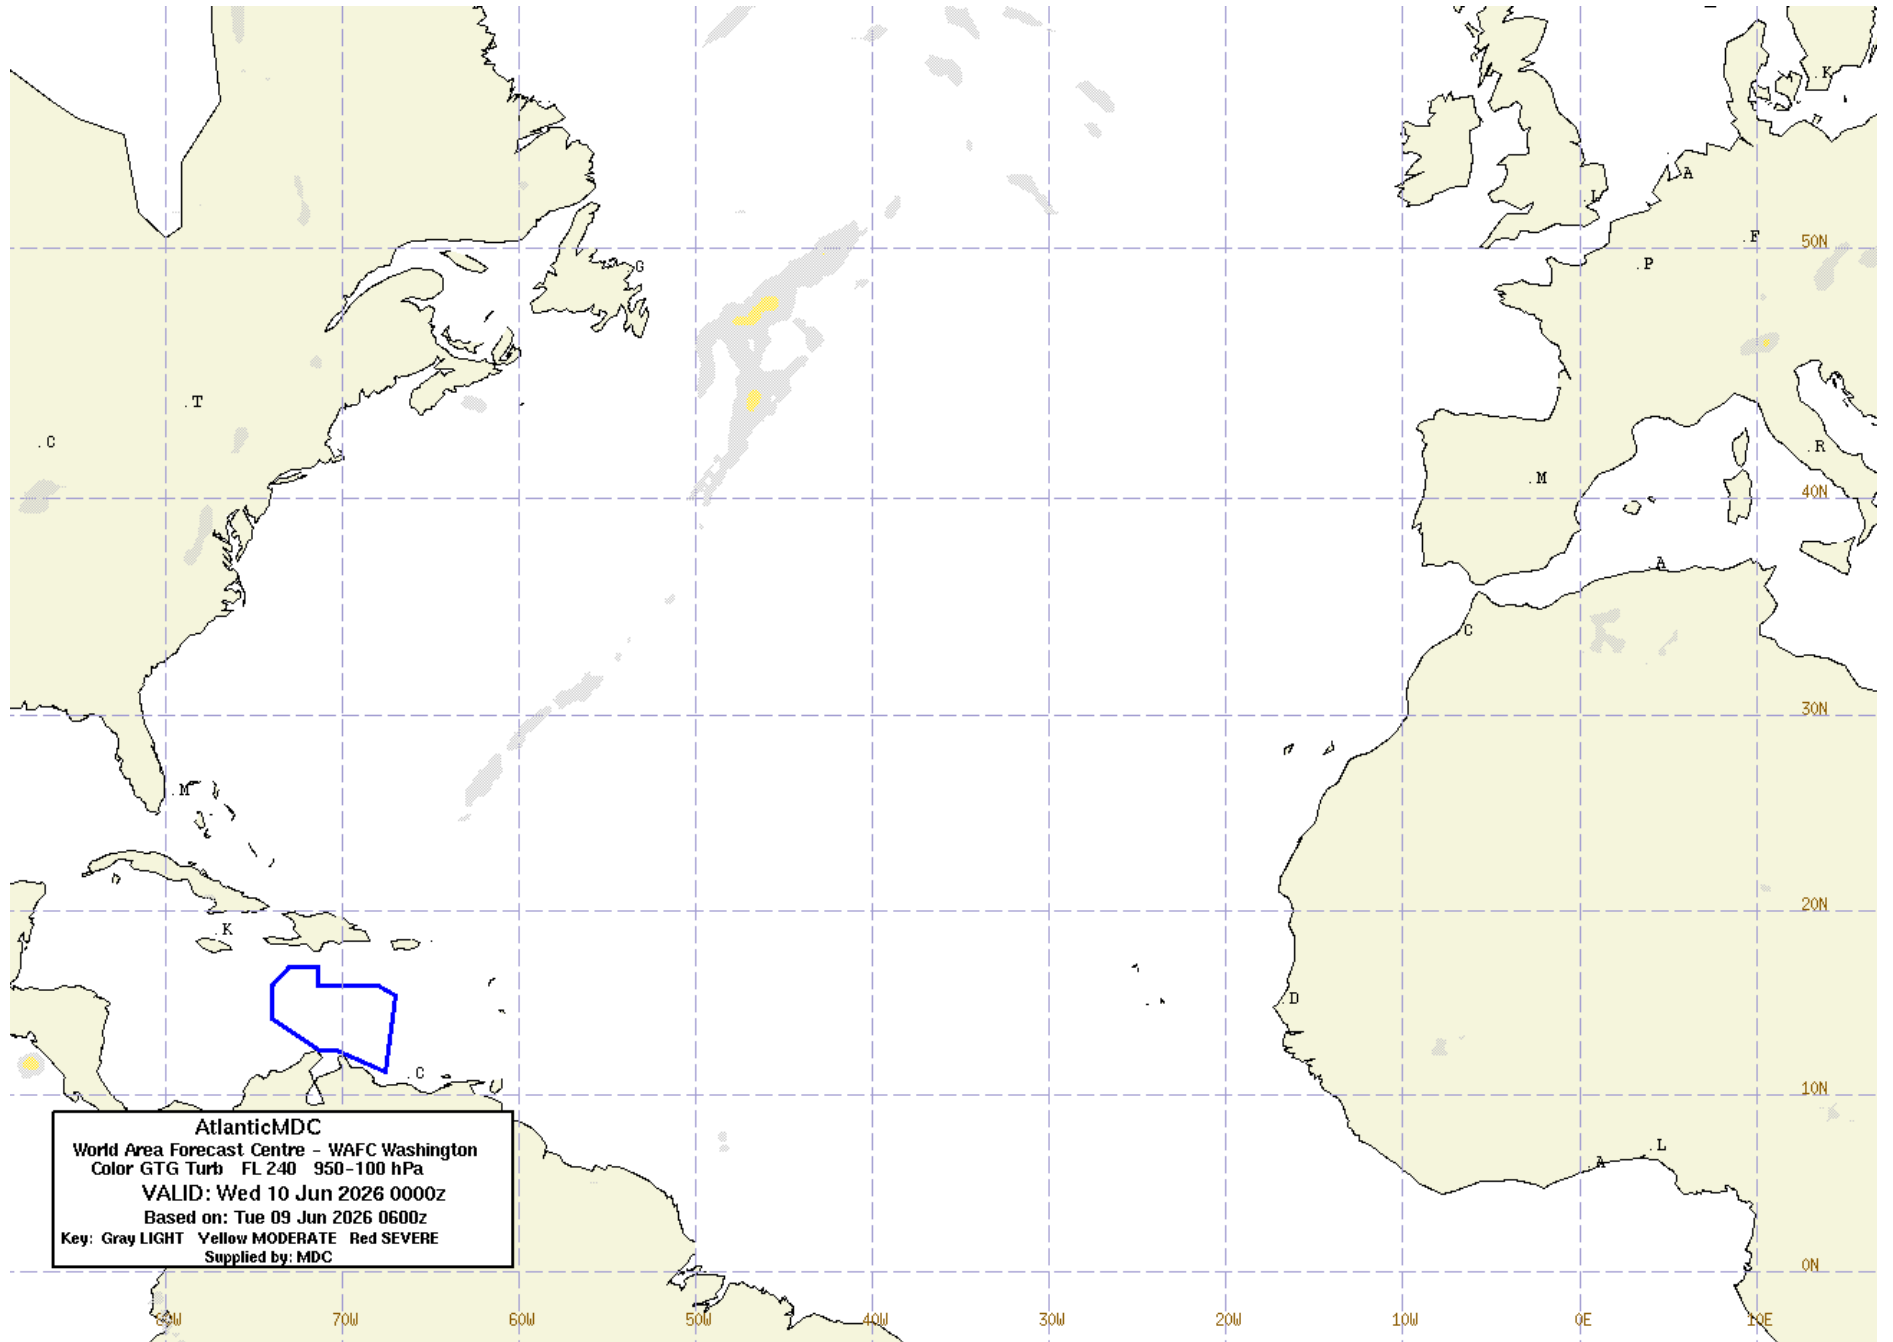 .K
.A
.L
.F
50N
.G
.P
.T
.C
.R
.M
40N
.A
.C
30N
.M
20N
.K
.D
.C
10N
AtlanticMDC
World Area Forecast Centre - WAFC Washington
Color GTG Turb FL 240 950-100 hPa
VALID: Wed 10 Jun 2026 0000z
Based on: Tue 09 Jun 2026 0600z
Key: Gray LIGHT Yellow MODERATE Red SEVERE
Supplied by: MDC
.L
.A
0N
80W 70W 60W 50W 40W 30W 20W 10W 0E 10E